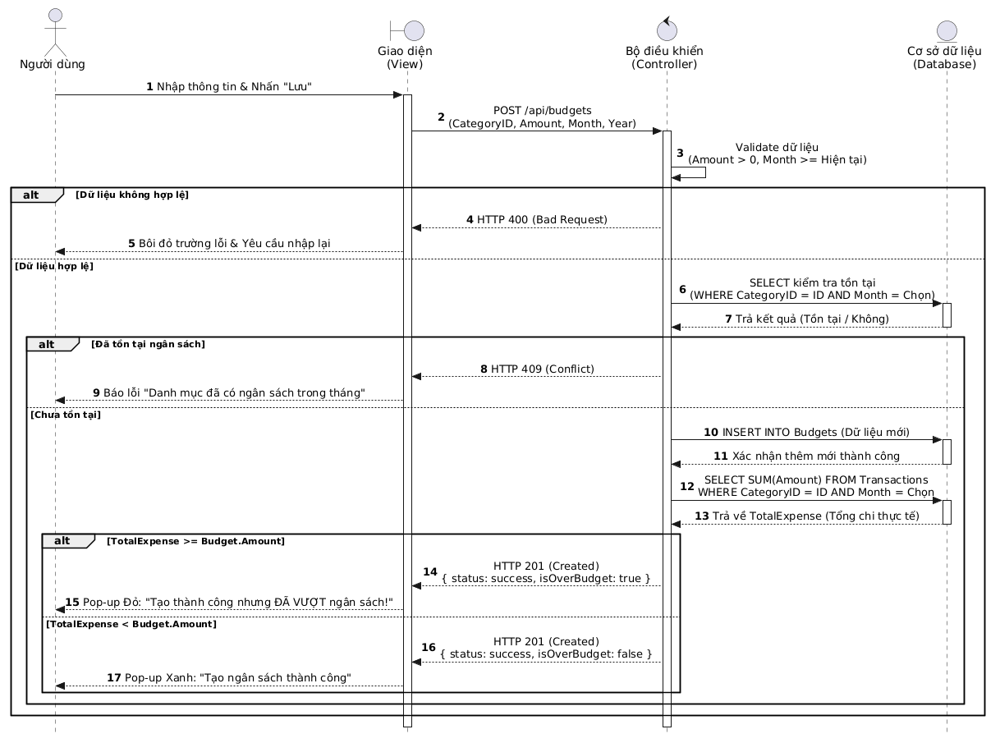 Người dùng
Giao diện
(View)
Bộ điều khiển
(Controller)
Cơ sở dữ liệu
(Database)
1 Nhập thông tin & Nhấn "Lưu"
2 POST /api/budgets
(CategoryID, Amount, Month, Year)
3 Validate dữ liệu
(Amount > 0, Month >= Hiện tại)
alt [Dữ liệu không hợp lệ]
4 HTTP 400 (Bad Request)
5 Bôi đỏ trường lỗi & Yêu cầu nhập lại
[Dữ liệu hợp lệ]
6 SELECT kiểm tra tồn tại
(WHERE CategoryID = ID AND Month = Chọn)
7 Trả kết quả (Tồn tại / Không)
alt [Đã tồn tại ngân sách]
8 HTTP 409 (Conflict)
9 Báo lỗi "Danh mục đã có ngân sách trong tháng"
[Chưa tồn tại]
10 INSERT INTO Budgets (Dữ liệu mới)
11 Xác nhận thêm mới thành công
12 SELECT SUM(Amount) FROM Transactions
WHERE CategoryID = ID AND Month = Chọn
13 Trả về TotalExpense (Tổng chi thực tế)
alt [TotalExpense >= Budget.Amount]
14 HTTP 201 (Created)
{ status: success, isOverBudget: true }
15 Pop-up Đỏ: "Tạo thành công nhưng ĐÃ VƯỢT ngân sách!"
[TotalExpense < Budget.Amount]
16 HTTP 201 (Created)
{ status: success, isOverBudget: false }
17 Pop-up Xanh: "Tạo ngân sách thành công"